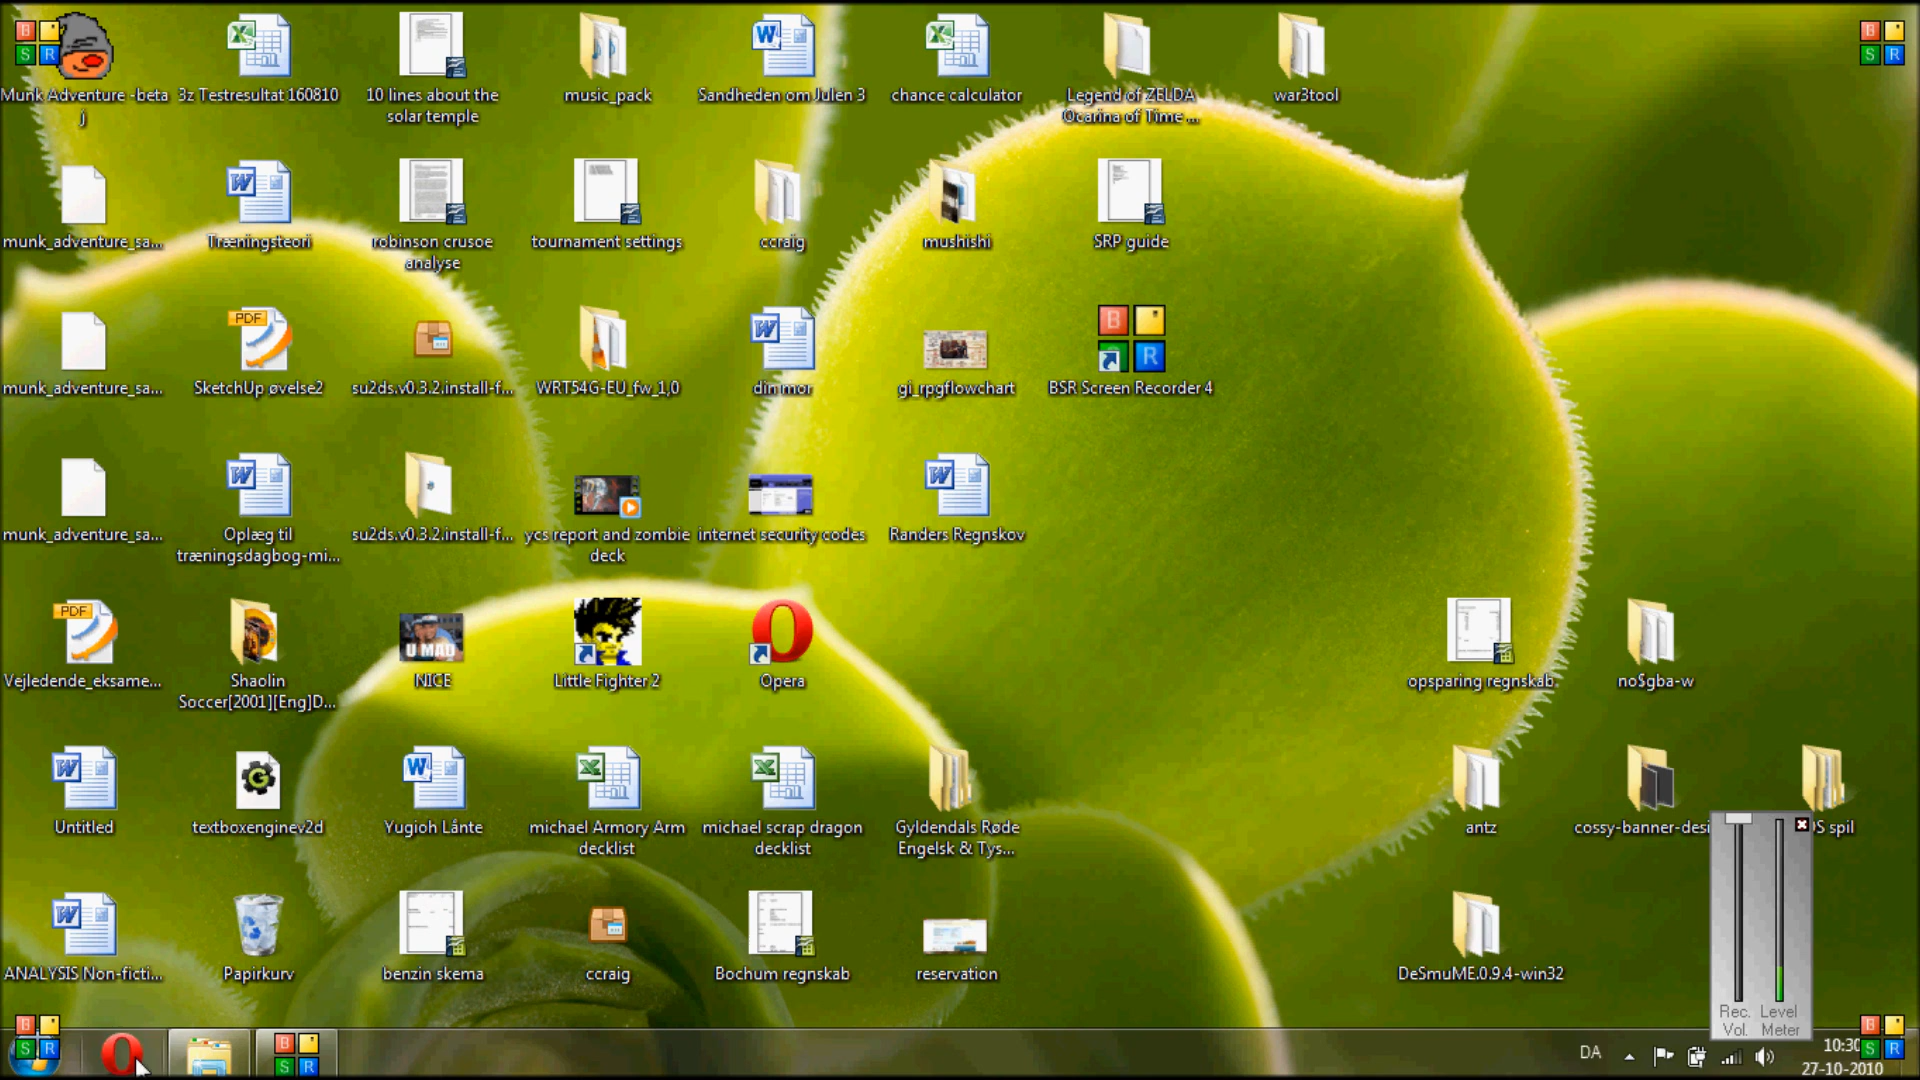 Munk Adventure -beta
j
3z Testresultat 160810
10 lines about the
solar temple
music_pack
Sandheden om Julen 3
chance calculator
Legend of ZELDA
Ocarina of Time ...
war3tool
munk_adventure_sa...
Træningsteori
robinson crusoe
analyse
tournament settings
ccraig
mushishi
SRP guide
munk_adventure_sa...
PDF
SketchUp øvelse2
su2ds.v0.3.2.install-f...
WRT54G-EU_fw_1,0
din mor
gi_rpgflowchart
B
R
BSR Screen Recorder 4
munk_adventure_sa...
Oplæg til
træningsdagbog-mi...
su2ds.v0.3.2.install-f...
ycs report and zombie
deck
internet security codes
Randers Regnskov
PDF
Vejledende_eksame...
Shaolin
Soccer[2001][Eng]D...
U MAD
NICE
Little Fighter 2
Opera
opsparing regnskab
no$gba-w
Untitled
textboxenginev2d
Yugioh Lånte
michael Armory Arm
decklist
michael scrap dragon
decklist
Gyldendals Røde
Engelsk & Tys...
antz
cossy-banner-desi
S spil
ANALYSIS Non-ficti...
Papirkurv
benzin skema
ccraig
Bochum regnskab
reservation
DeSmuME.0.9.4-win32
Rec. Level
Vol. Meter
B
S R
DA
10:30
27-10-2010